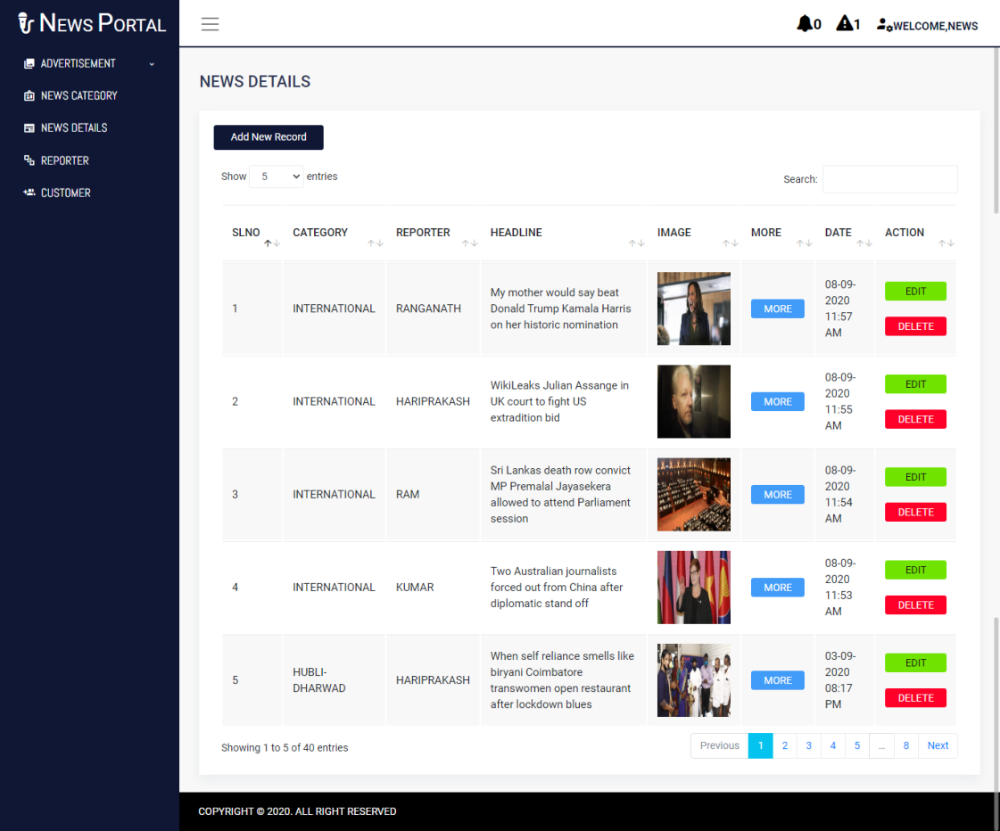 NEWS PORTAL
0
1
WELCOME,NEWS
ADVERTISEMENT
NEWS CATEGORY
NEWS DETAILS
REPORTER
CUSTOMER
NEWS DETAILS
Add New Record
Show 5 entries
Search:
SLNO CATEGORY REPORTER HEADLINE IMAGE MORE DATE ACTION
1 INTERNATIONAL RANGANATH
My mother would say beat
Donald Trump Kamala Harris
on her historic nomination
MORE
08-09-
2020
11:57
AM
EDIT
DELETE
2 INTERNATIONAL HARIPRAKASH
WikiLeaks Julian Assange in
UK court to fight US
extradition bid
MORE
08-09-
2020
11:55
AM
EDIT
DELETE
3 INTERNATIONAL RAM
Sri Lankas death row convict
MP Premalal Jayasekera
allowed to attend Parliament
session
MORE
08-09-
2020
11:54
AM
EDIT
DELETE
4 INTERNATIONAL KUMAR
Two Australian journalists
forced out from China after
diplomatic stand off
MORE
08-09-
2020
11:53
AM
EDIT
DELETE
5
HUBLI-
DHARWAD
HARIPRAKASH
When self reliance smells like
biryani Coimbatore
transwomen open restaurant
after lockdown blues
MORE
03-09-
2020
08:17
PM
EDIT
DELETE
Showing 1 to 5 of 40 entries
Previous 1 2 3 4 5 ... 8 Next
COPYRIGHT © 2020. ALL RIGHT RESERVED